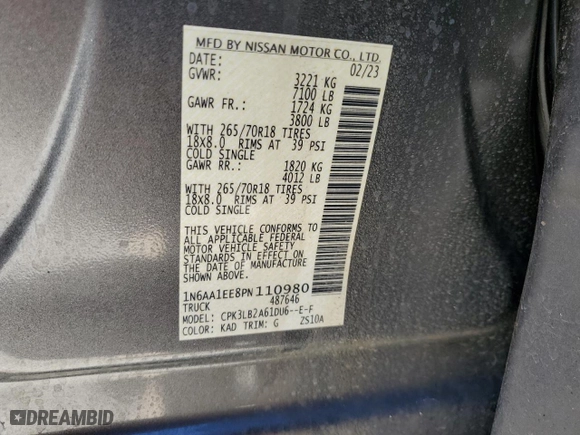 MFD BY NISSAN MOTOR CO., LTD.
DATE: 02/23
GVWR: 3221 KG
7100 LB
GAWR FR.: 1724 KG
3800 LB
WITH 265/70R18 TIRES
18X8.0 RIMS AT 39 PSI
COLD SINGLE
GAWR RR.: 1820 KG
4012 LB
WITH 265/70R18 TIRES
18X8.0 RIMS AT 39 PSI
COLD SINGLE
THIS VEHICLE CONFORMS TO
ALL APPLICABLE FEDERAL
MOTOR VEHICLE SAFETY
STANDARDS IN EFFECT ON
THE DATE OF MANUFACTURE
SHOWN ABOVE.
1N6AA1EE8PN110980
TRUCK 487646
MODEL: CPK3LB2A61DU6--E-F
COLOR: KAD TRIM: G ZS10A
DREAMBID